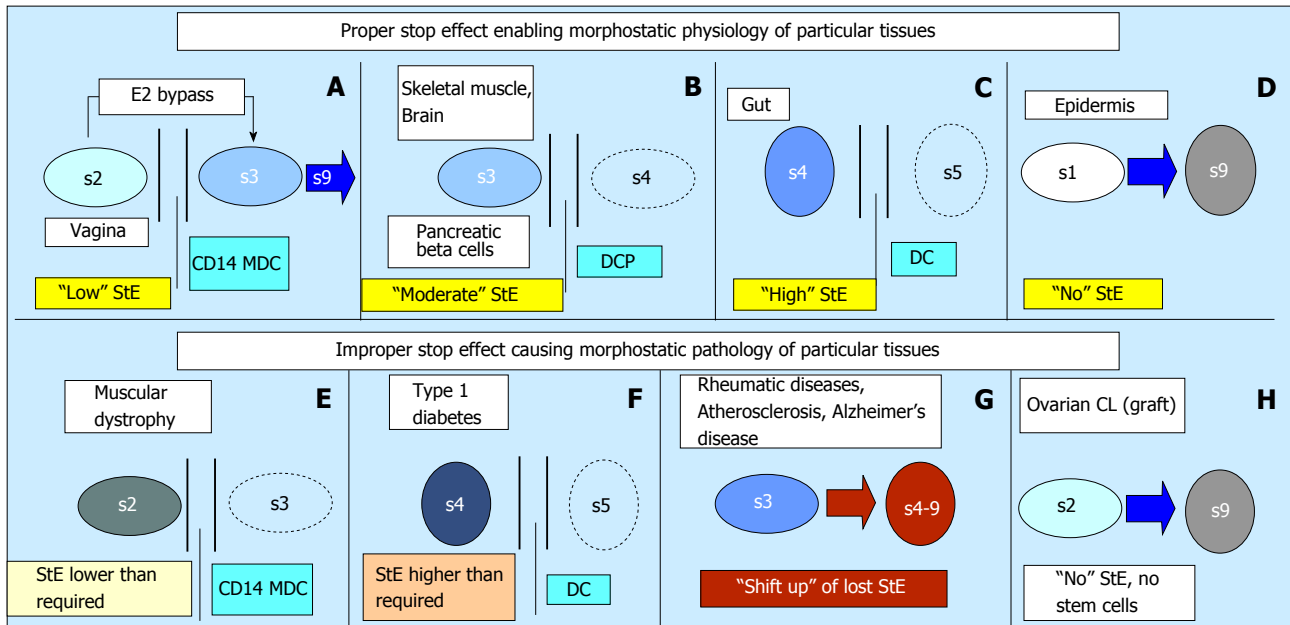 Proper stop effect enabling morphostatic physiology of particular tissues
A
E2 bypass
s2
s3
s9
Vagina
CD14 MDC
“Low” StE
B
Skeletal muscle,
Brain
s3
s4
Pancreatic
beta cells
DCP
“Moderate” StE
C
Gut
s4
s5
DC
“High” StE
D
Epidermis
s1
s9
“No” StE
Improper stop effect causing morphostatic pathology of particular tissues
E
Muscular
dystrophy
s2
s3
StE lower than
required
CD14 MDC
F
Type 1
diabetes
s4
s5
StE higher than
required
DC
G
Rheumatic diseases,
Atherosclerosis, Alzheimer’s
disease
s3
s4-9
“Shift up” of lost StE
H
Ovarian CL (graft)
s2
s9
“No” StE, no
stem cells